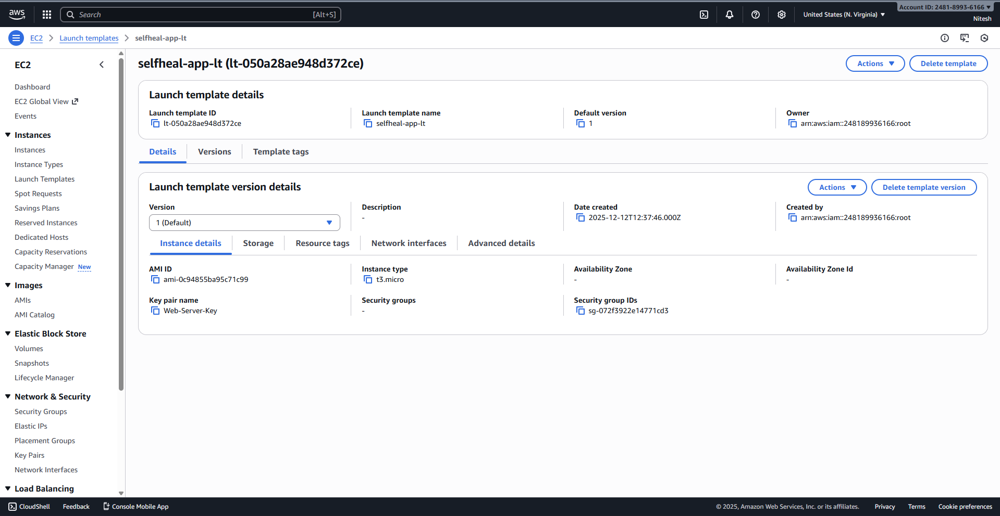 aws
Search [Alt+S]
United States (N. Virginia)
Account ID: 2481-8993-6166
Nitesh
EC2 Launch templates selfheal-app-lt
EC2
Dashboard
EC2 Global View
Events
Instances
Instances
Instance Types
Launch Templates
Spot Requests
Savings Plans
Reserved Instances
Dedicated Hosts
Capacity Reservations
Capacity Manager New
Images
AMIs
AMI Catalog
Elastic Block Store
Volumes
Snapshots
Lifecycle Manager
Network & Security
Security Groups
Elastic IPs
Placement Groups
Key Pairs
Network Interfaces
Load Balancing
selfheal-app-lt (lt-050a28ae948d372ce)
Actions
Delete template
Launch template details
Launch template ID
lt-050a28ae948d372ce
Launch template name
selfheal-app-lt
Default version
1
Owner
arn:aws:iam::248189936166:root
Details
Versions
Template tags
Launch template version details
Actions
Delete template version
Version
1 (Default)
Description
-
Date created
2025-12-12T12:37:46.000Z
Created by
arn:aws:iam::248189936166:root
Instance details
Storage
Resource tags
Network interfaces
Advanced details
AMI ID
ami-0c94855ba95c71c99
Instance type
t3.micro
Availability Zone
-
Availability Zone Id
-
Key pair name
Web-Server-Key
Security groups
-
Security group IDs
sg-072f3922e14771cd3
CloudShell
Feedback
Console Mobile App
© 2025, Amazon Web Services, Inc. or its affiliates.
Privacy
Terms
Cookie preferences